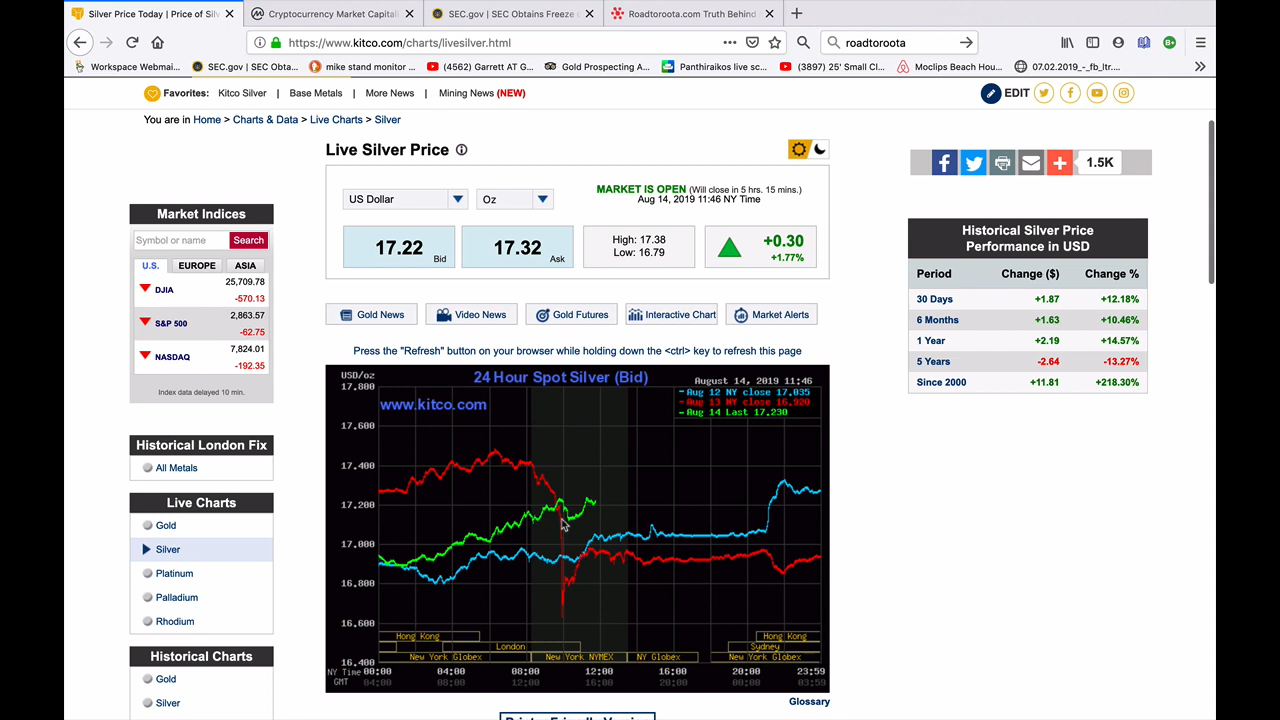 Silver Price Today | Price of Silv
Cryptocurrency Market Capitali
SEC.gov | SEC Obtains Freeze o
Roadtoroota.com Truth Behind
https://www.kitco.com/charts/livesilver.html
roadtoroota
Workspace Webmai...
SEC.gov | SEC Obta...
mike stand monitor ...
(4562) Garrett AT G...
Gold Prospecting A...
Panthiraikons live sc...
(3897) 25' Small Cl...
Moclips Beach Hou...
07.02.2019_-_fb_ltr....
Favorites: Kitco Silver | Base Metals | More News | Mining News (NEW)
EDIT
You are in Home > Charts & Data > Live Charts > Silver
Live Silver Price
1.5K
US Dollar
Oz
MARKET IS OPEN (Will close in 5 hrs. 15 mins.)
Aug 14, 2019 11:46 NY Time
17.22 Bid
17.32 Ask
High: 17.38
Low: 16.79
+0.30
+1.77%
Market Indices
Symbol or name Search
U.S. EUROPE ASIA
DJIA 25,709.78
-570.13
S&P 500 2,863.57
-62.75
NASDAQ 7,824.01
-192.35
Index data delayed 10 min.
Historical London Fix
All Metals
Live Charts
Gold
Silver
Platinum
Palladium
Rhodium
Historical Charts
Gold
Silver
Gold News
Video News
Gold Futures
Interactive Chart
Market Alerts
Press the "Refresh" button on your browser while holding down the <ctrl> key to refresh this page
USD/oz 24 Hour Spot Silver (Bid) August 14, 2019 11:46
www.kitco.com
Aug 12 NY close 17.035
Aug 13 NY close 16.920
Aug 14 Last 17.230
17.800
17.600
17.400
17.200
17.000
16.800
16.600
16.400
Hong Kong
Hong Kong
London
Sydney
New York Globex
New York NYMEX
NY Globex
New York Globex
NY Time 00:00 04:00 08:00 12:00 16:00 20:00 23:59
GMT 04:00 08:00 12:00 16:00 20:00 00:00 03:59
Glossary
Historical Silver Price
Performance in USD
Period Change ($) Change %
30 Days +1.87 +12.18%
6 Months +1.63 +10.46%
1 Year +2.19 +14.57%
5 Years -2.64 -13.27%
Since 2000 +11.81 +218.30%